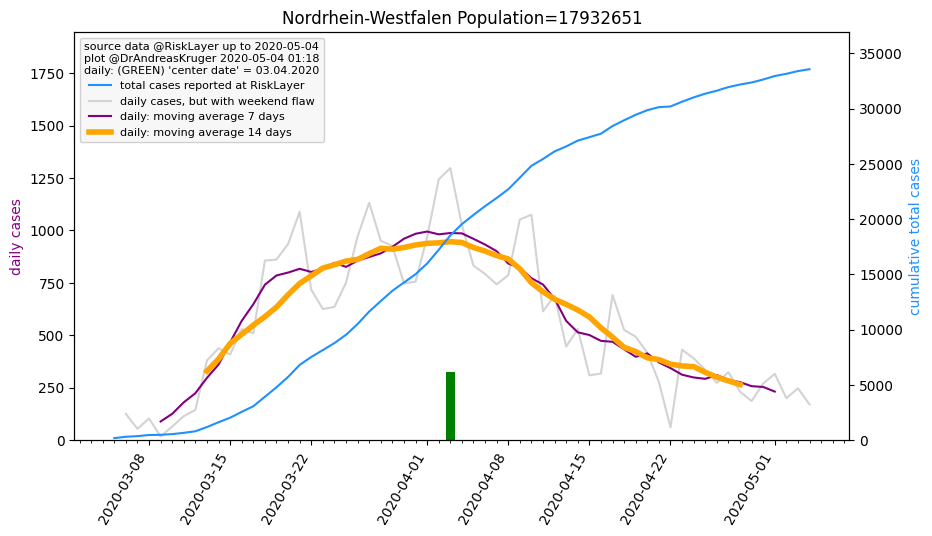 Nordrhein-Westfalen Population=17932651
source data @RiskLayer up to 2020-05-04
plot @DrAndreasKruger 2020-05-04 01:18
daily: (GREEN) 'center date' = 03.04.2020
total cases reported at RiskLayer
daily cases, but with weekend flaw
daily: moving average 7 days
daily: moving average 14 days
daily cases
1750
1500
1250
1000
750
500
250
0
35000
30000
25000
20000
15000
10000
5000
0
cumulative total cases
2020-03-08
2020-03-15
2020-03-22
2020-04-01
2020-04-08
2020-04-15
2020-04-22
2020-05-01